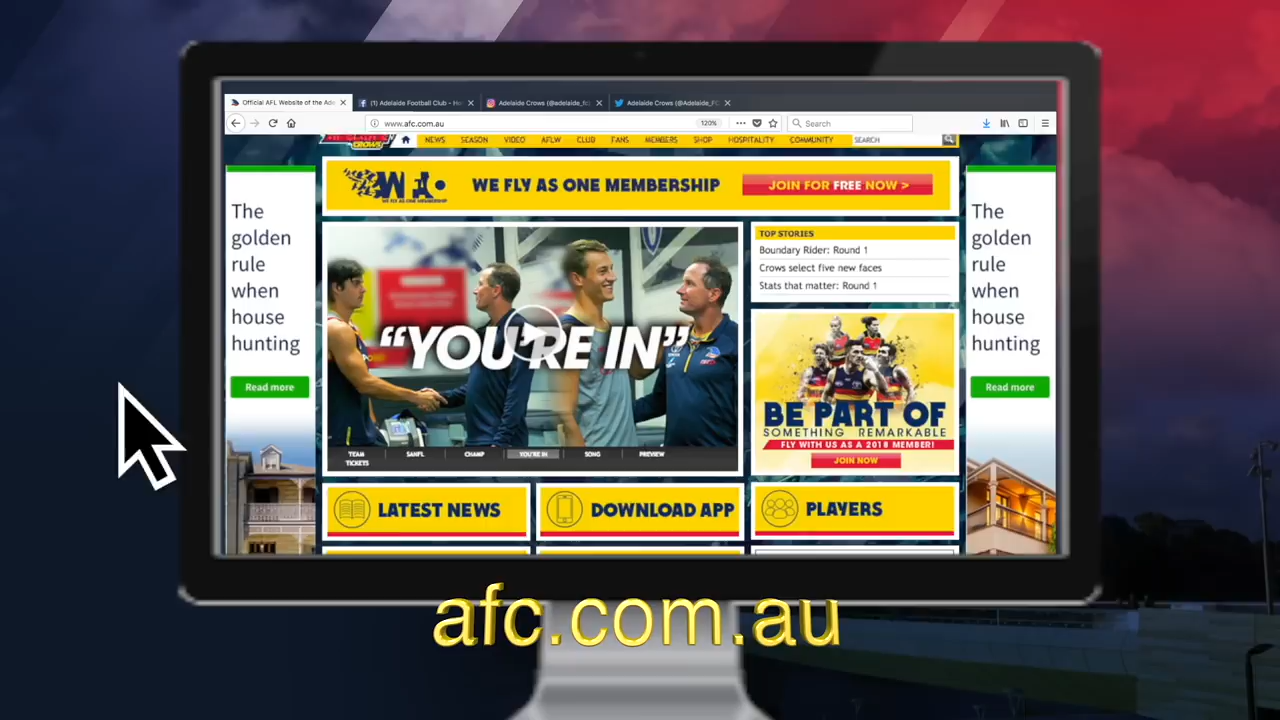 Official AFL Website of the Ade
(1) Adelaide Football Club - Ho
Adelaide Crows (@adelaide_fc)
Adelaide Crows (@Adelaide_FC
www.afc.com.au
120%
Search
NEWS SEASON VIDEO AFLW CLUB FANS MEMBERS SHOP HOSPITALITY COMMUNITY
SEARCH
WE FLY AS ONE MEMBERSHIP
WE FLY AS ONE MEMBERSHIP
JOIN FOR FREE NOW >
The
golden
rule
when
house
hunting
Read more
"YOU'RE IN"
TEAM
TICKETS
SANFL
CHAMP
YOU'RE IN
SONG
PREVIEW
TOP STORIES
Boundary Rider: Round 1
Crows select five new faces
Stats that matter: Round 1
BE PART OF
SOMETHING REMARKABLE
FLY WITH US AS A 2018 MEMBER!
JOIN NOW
The
golden
rule
when
house
hunting
Read more
LATEST NEWS
DOWNLOAD APP
PLAYERS
afc.com.au